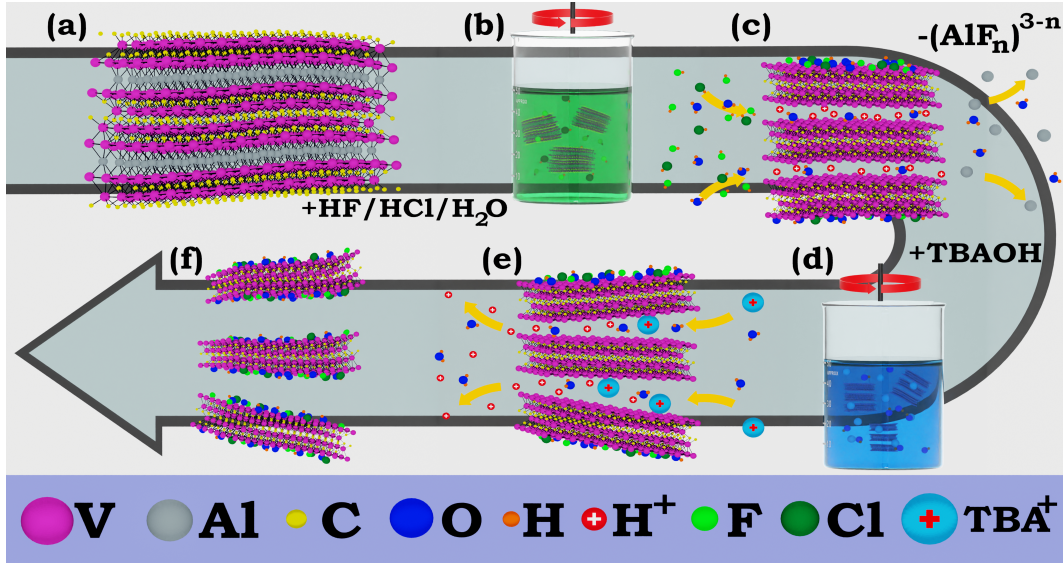 (a)
(b)
(c)
-(AlFn)3-n
+HF/HCl/H2O
+TBAOH
(d)
(e)
(f)
V
Al
C
O
H
H+
F
Cl
TBA+